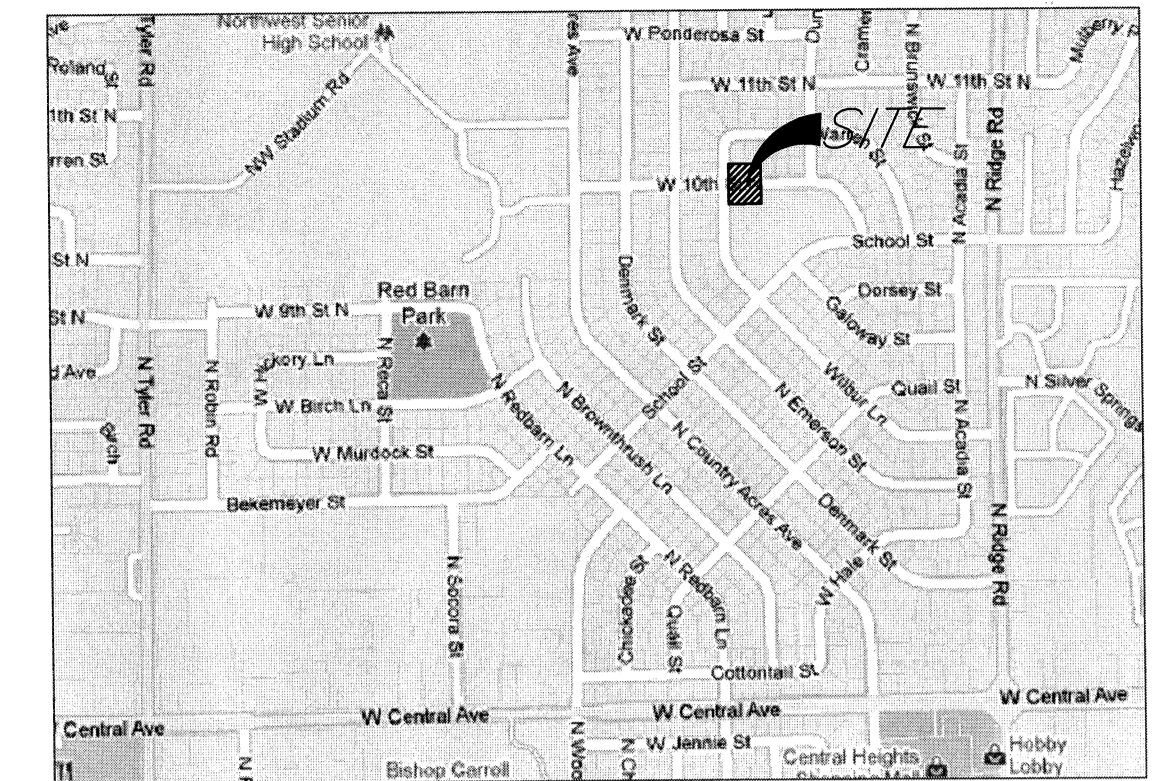 Northwest Senior
High School
Tyler Rd
W Ponderosa St
W 11th St N
W 11th St N
Roland St
NW Stadium Rd
SITE
W 10th
N Ridge Rd
N Acadia St
School St
St N
Red Barn
Park
W 9th St N
Denmark St
Dorsey St
Galoway St
St N
N Reca St
N Tyler Rd
N Robin Rd
W Birch Ln
School St
Wilbur Ln
Quail St
N Silver Springs
N Redbarn Ln
N Brownthrush Ln
N Emerson St
N Acadia St
Birch
W Murdock St
N Country Acres Ave
Bekemeyer St
Denmark St
N Ridge Rd
N Socora St
W Hale
Chickadee St
Quail St
N Redbarn Ln
Cottontail St
W Central Ave
W Central Ave
W Central Ave
Central Ave
W Jennie St
Bishop Carroll
Central Heights
Hobby
Lobby